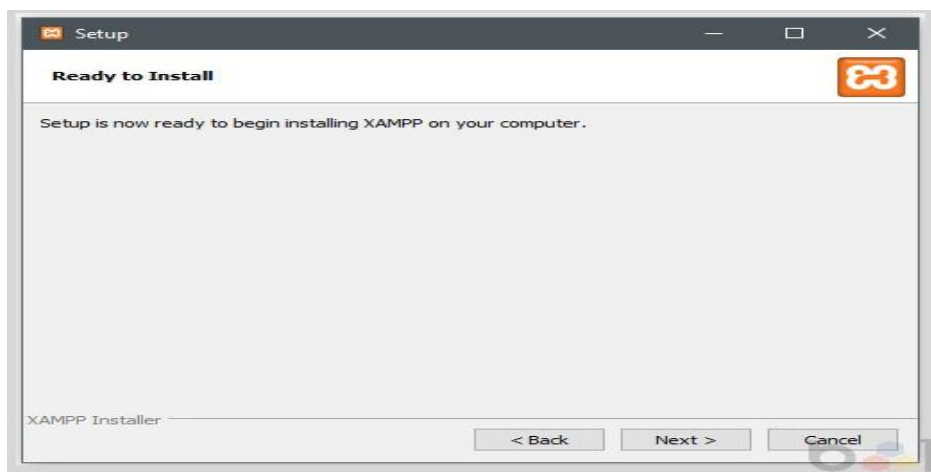 Setup
Ready to Install
Setup is now ready to begin installing XAMPP on your computer.
XAMPP Installer
< Back Next > Cancel